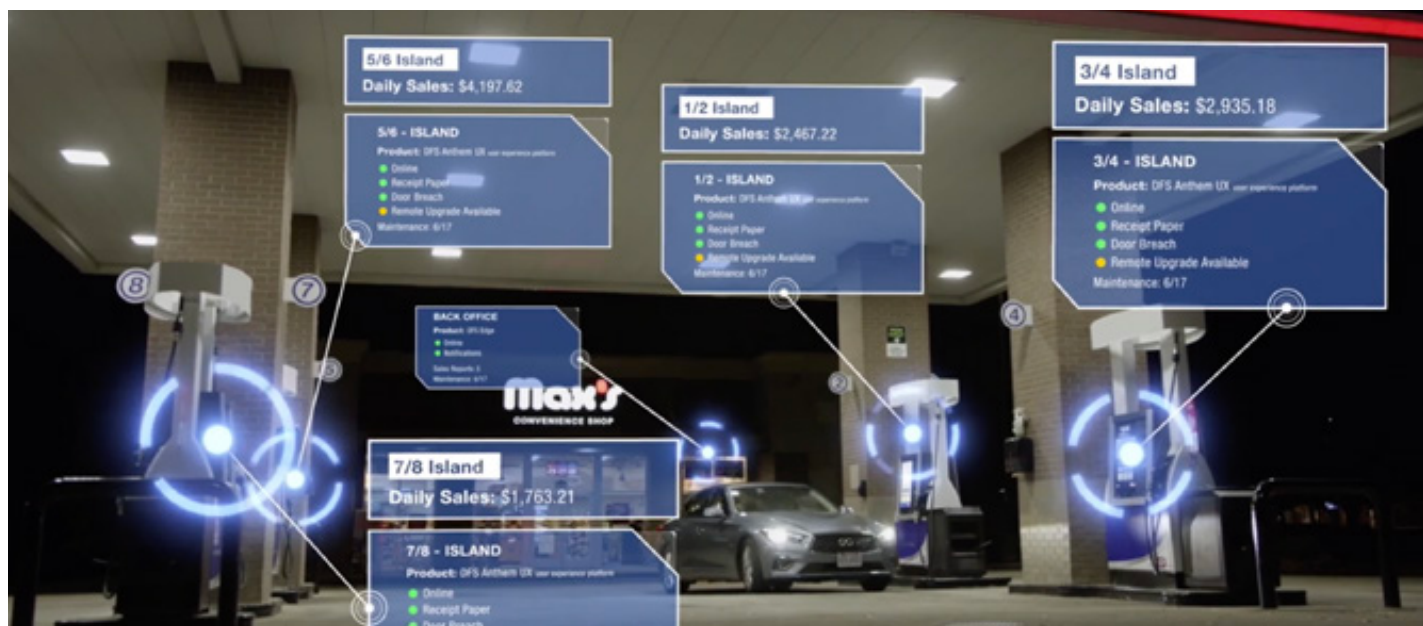 5/6 Island
Daily Sales: $4,197.62
5/6 - ISLAND
Product: DFS Anthem UX user experience platform
Online
Receipt Paper
Door Breach
Remote Upgrade Available
Maintenance: 6/17
1/2 Island
Daily Sales: $2,467.22
1/2 - ISLAND
Product: DFS Anthem UX user experience platform
Online
Receipt Paper
Door Breach
Remote Upgrade Available
Maintenance: 6/17
3/4 Island
Daily Sales: $2,935.18
3/4 - ISLAND
Product: DFS Anthem UX user experience platform
Online
Receipt Paper
Door Breach
Remote Upgrade Available
Maintenance: 6/17
8
7
5
2
4
BACK OFFICE
Product: DFS Edge
Online
Notifications
Sales Reports: 3
Maintenance: 6/17
max's
CONVENIENCE SHOP
7/8 Island
Daily Sales: $1,763.21
7/8 - ISLAND
Product: DFS Anthem UX user experience platform
Online
Receipt Paper
Door Breach